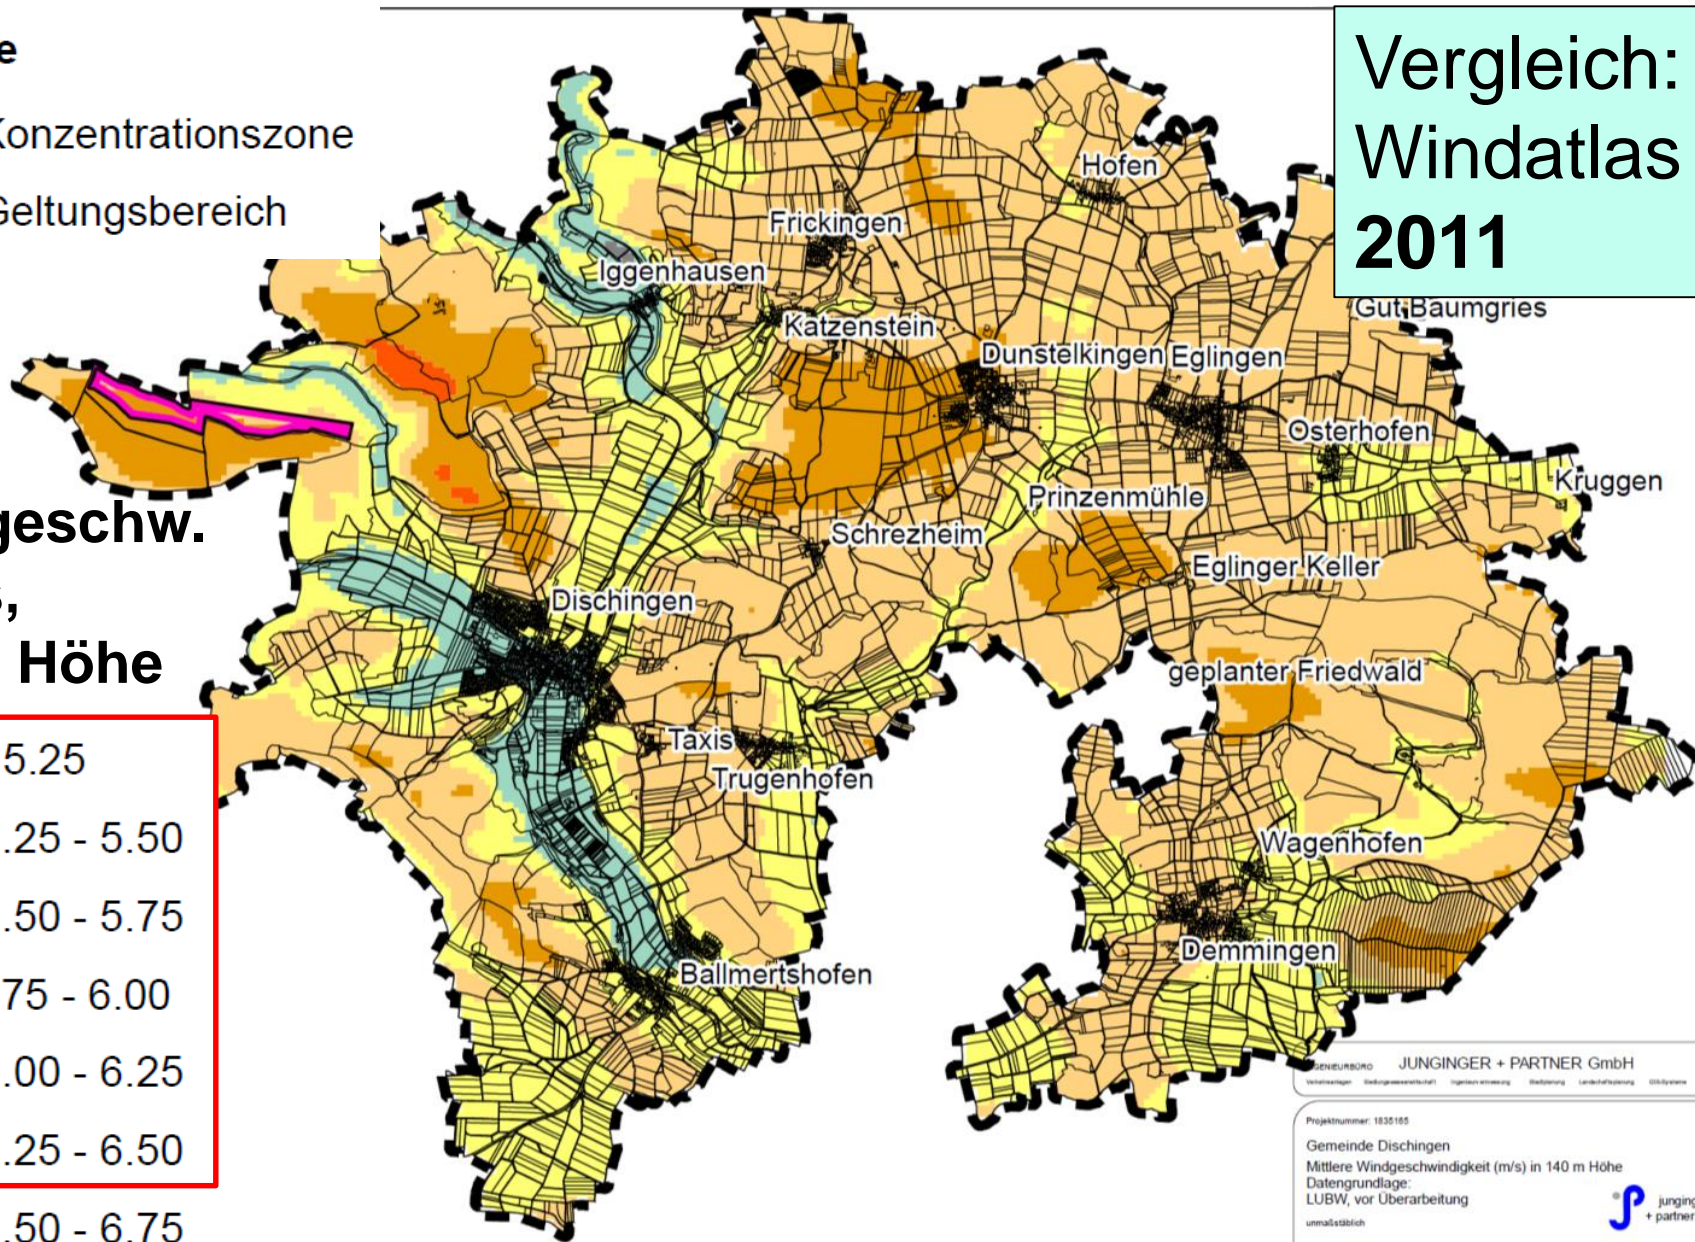 e
Konzentrationszone
Geltungsbereich
Vergleich:
Windatlas
2011
Hofen
Frickingen
Iggenhausen
Gut Baumgries
Katzenstein
Dunstelkingen
Eglingen
Osterhofen
Kruggen
Prinzenmühle
Schrezheim
Eglinger Keller
Dischingen
geplanter Friedwald
Taxis
Trugenhofen
Wagenhofen
Demmingen
Ballmertshofen
geschw.
s,
Höhe
5.25
.25 - 5.50
.50 - 5.75
.75 - 6.00
.00 - 6.25
.25 - 6.50
.50 - 6.75
GENIEURBÜRO JUNGINGER + PARTNER GmbH
Projektnummer: 1835165
Gemeinde Dischingen
Mittlere Windgeschwindigkeit (m/s) in 140 m Höhe
Datengrundlage:
LUBW, vor Überarbeitung
unmaßstäblich
junging
+ partner